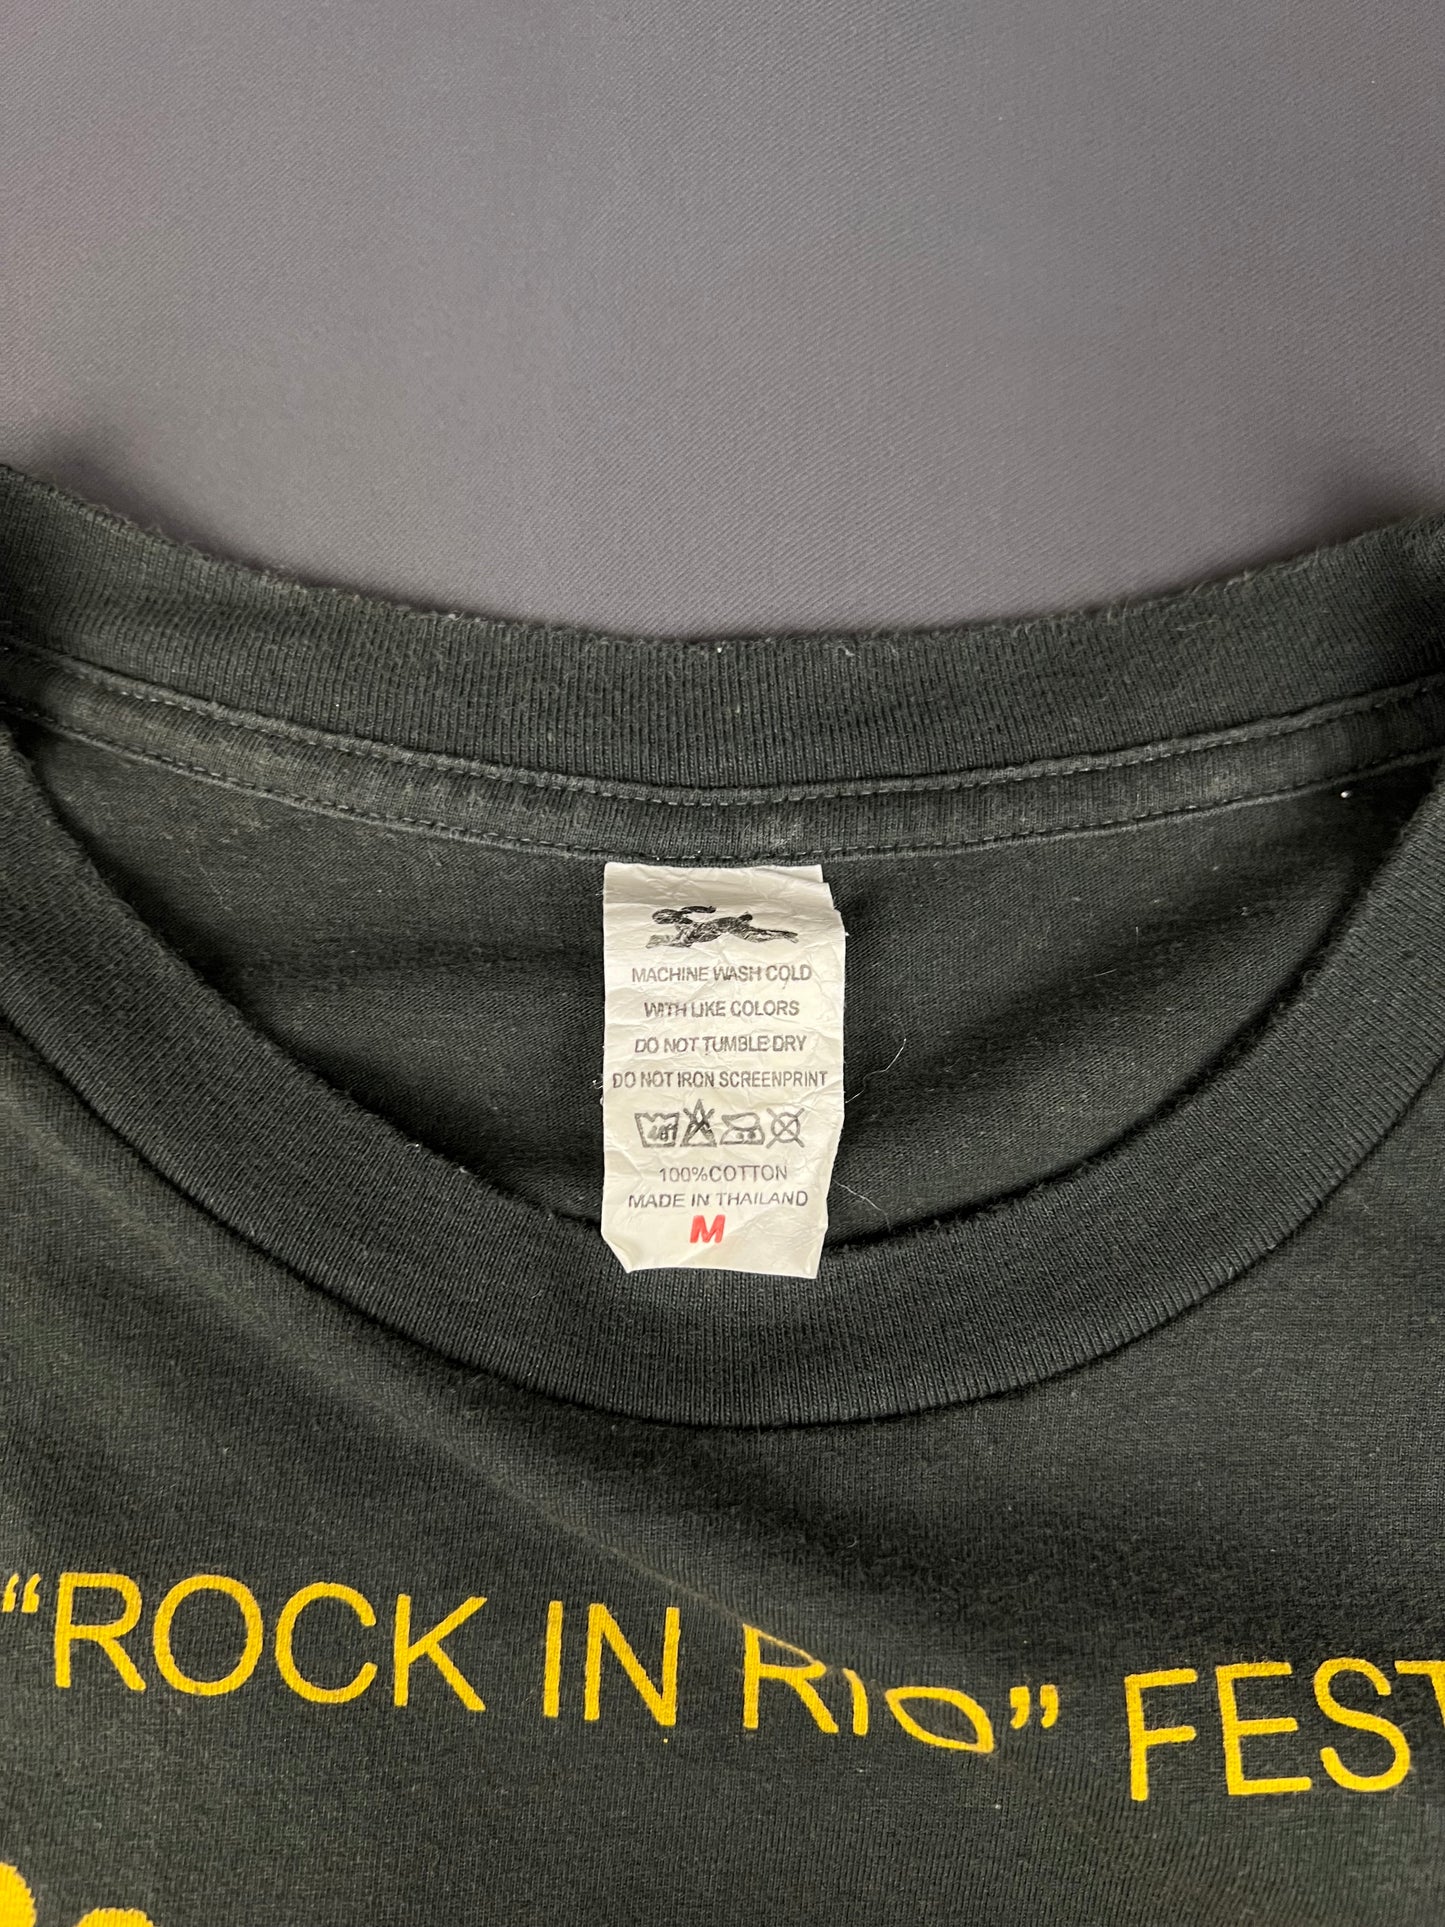 MACHINE WASH COLD
WITH LIKE COLORS
DO NOT TUMBLE DRY
DO NOT IRON SCREENPRINT
40°
100%COTTON
MADE IN THAILAND
M
“ROCK IN RIO” FEST